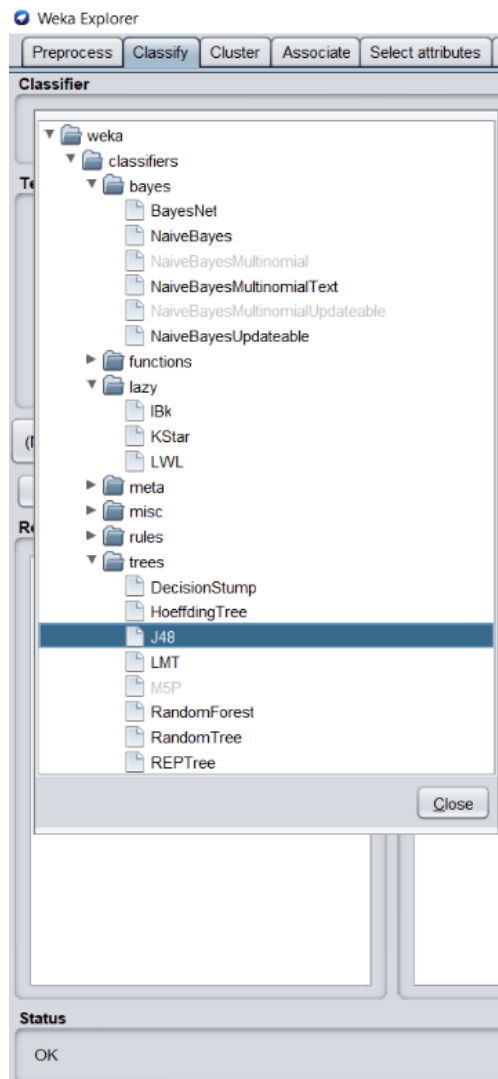 Weka Explorer
Preprocess Classify Cluster Associate Select attributes
Classifier
weka
classifiers
Te
bayes
BayesNet
NaiveBayes
NaiveBayesMultinomial
NaiveBayesMultinomialText
NaiveBayesMultinomialUpdateable
NaiveBayesUpdateable
functions
lazy
IBk
(
KStar
LWL
meta
misc
Re
rules
trees
DecisionStump
HoeffdingTree
J48
LMT
M5P
RandomForest
RandomTree
REPTree
Close
Status
OK